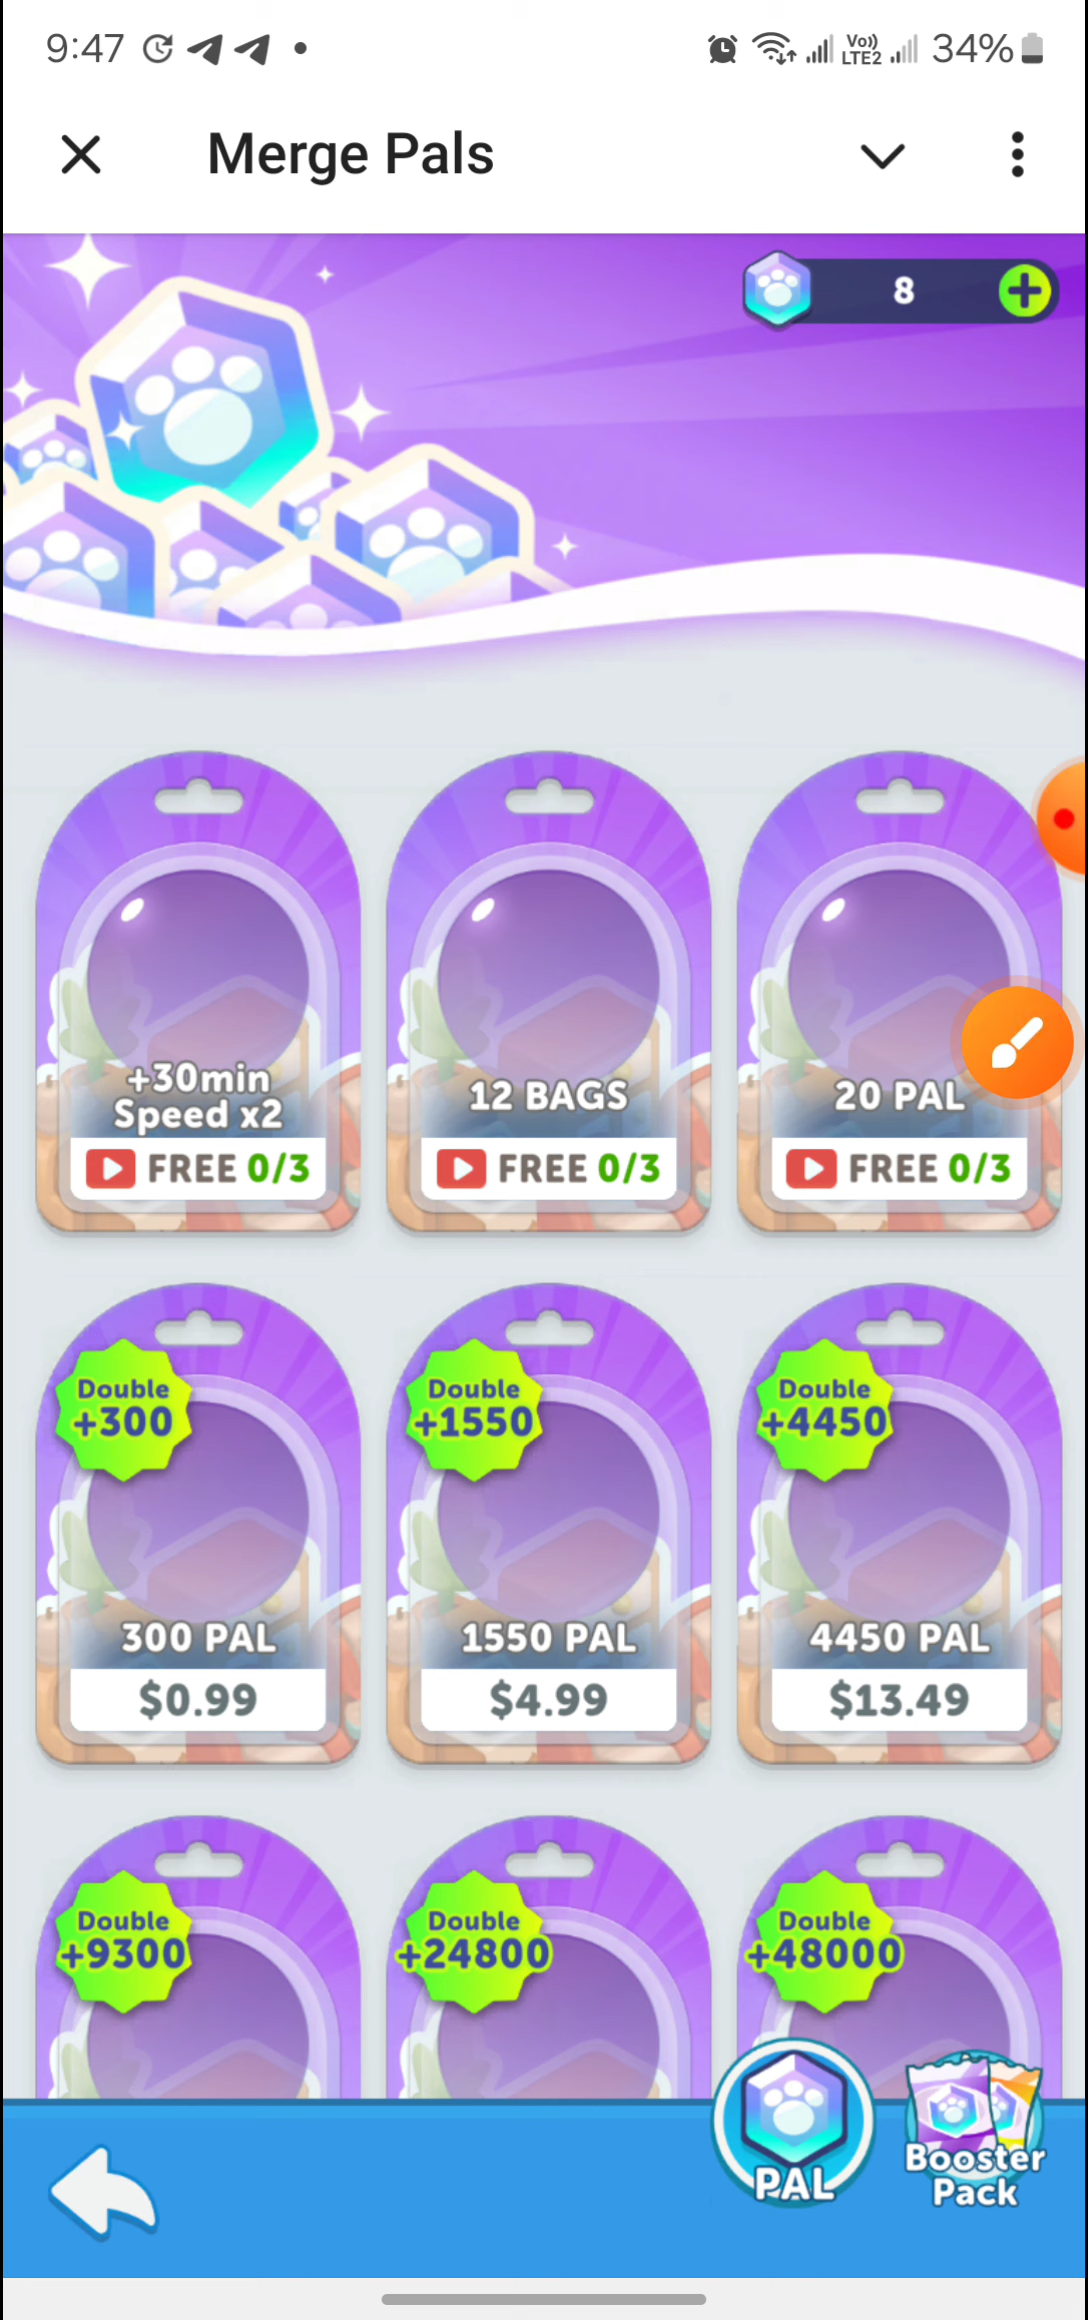 9:47 Vo)) LTE2 34%
Merge Pals
8
+30min
Speed x2
FREE 0/3
12 BAGS
FREE 0/3
20 PAL
FREE 0/3
Double
+300
300 PAL
$0.99
Double
+1550
1550 PAL
$4.99
Double
+4450
4450 PAL
$13.49
Double
+9300
Double
+24800
Double
+48000
PAL
Booster
Pack